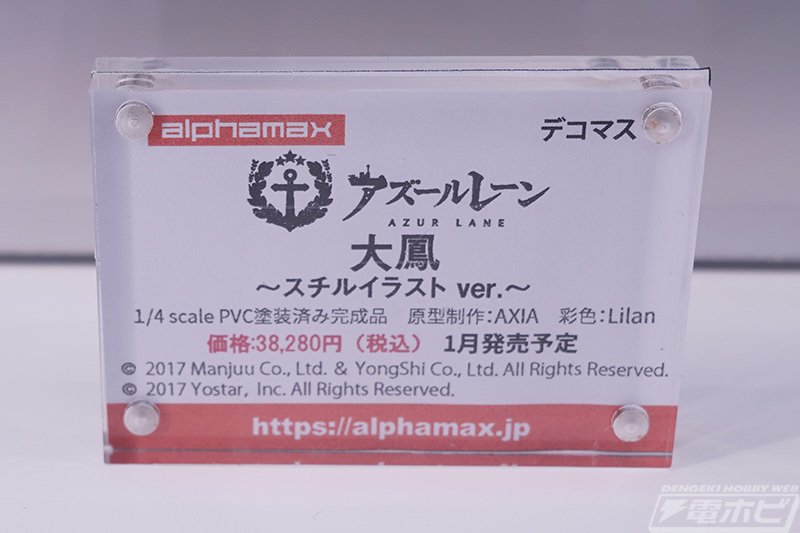 alphamax
デコマス
アズールレーン
AZUR LANE
大鳳
～スチルイラスト ver.～
1/4 scale PVC塗装済み完成品　原型制作：AXIA　彩色：Lilan
価格：38,280円（税込）　1月発売予定
© 2017 Manjuu Co., Ltd. & YongShi Co., Ltd. All Rights Reserved.
© 2017 Yostar, Inc. All Rights Reserved.
https://alphamax.jp
DENGEKI HOBBY WEB
電ホビ